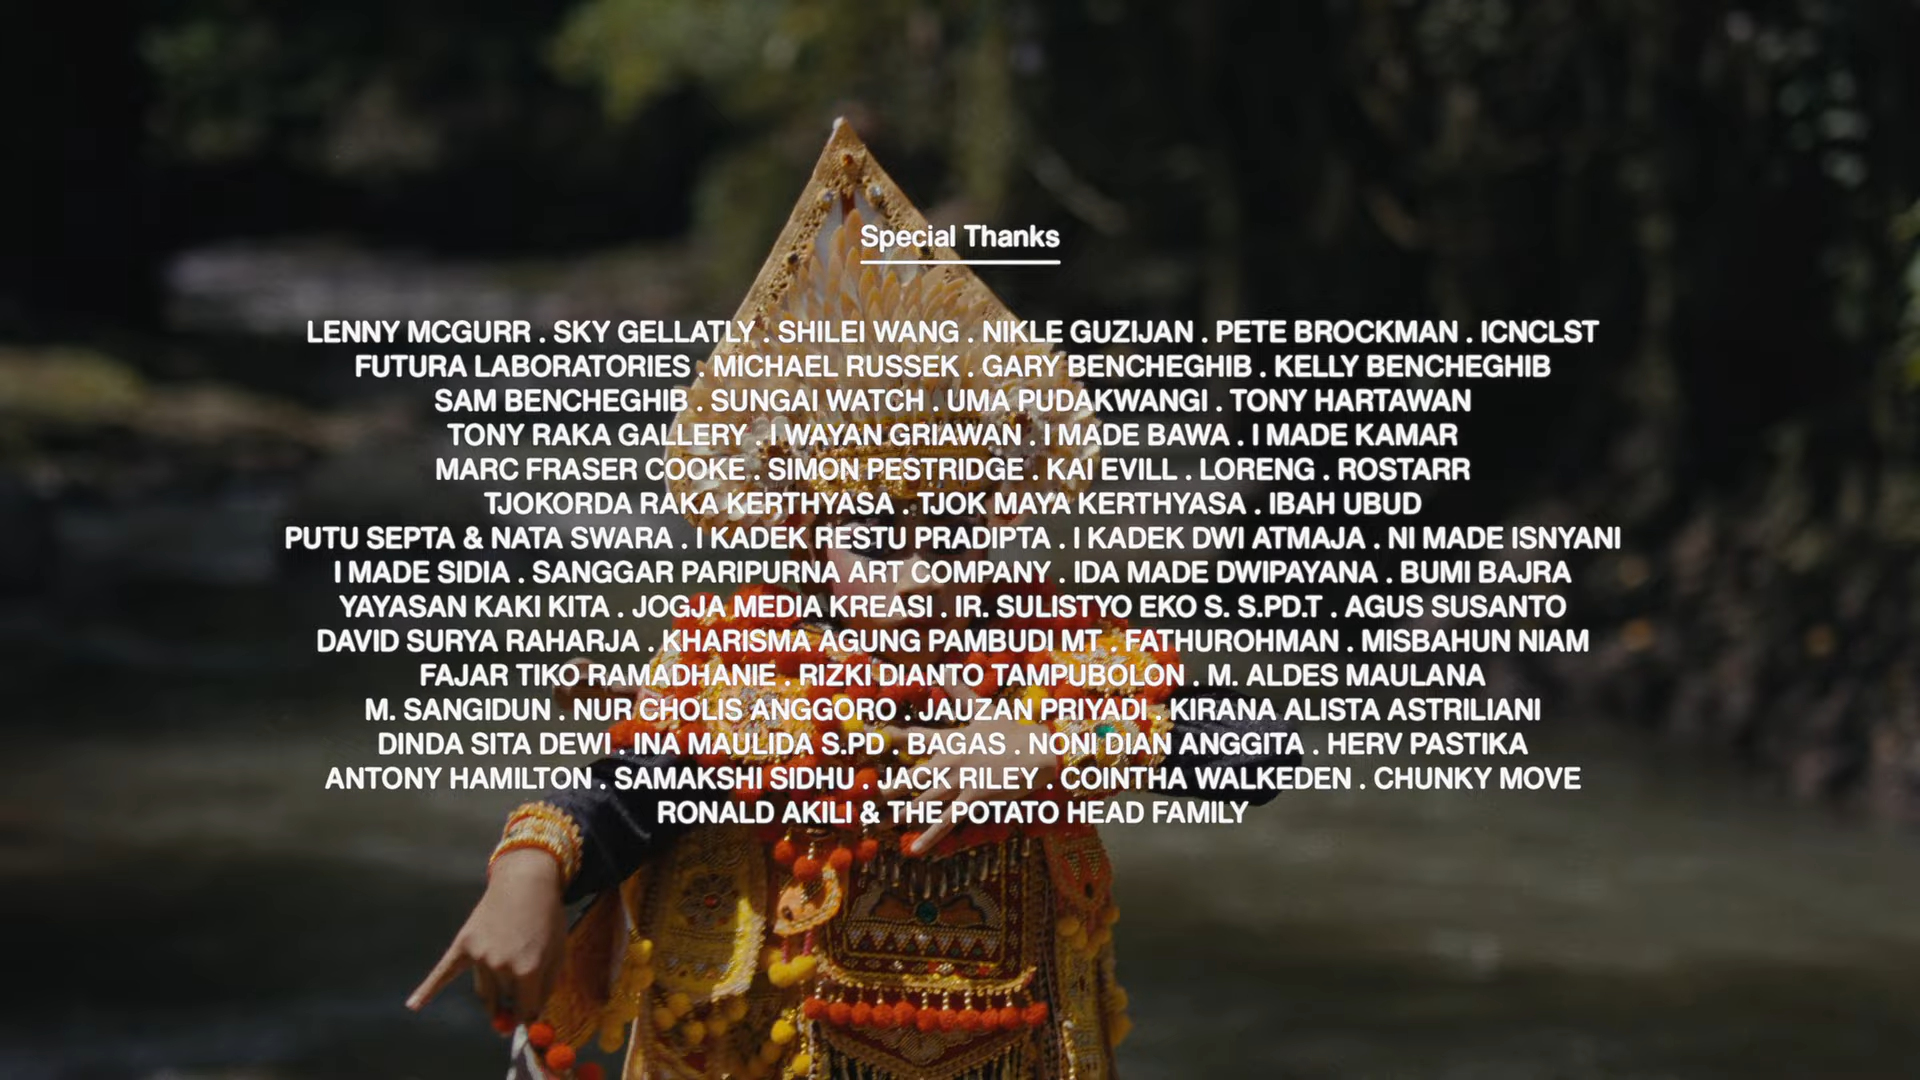 Special Thanks
LENNY MCGURR . SKY GELLATLY . SHILEI WANG . NIKLE GUZIJAN . PETE BROCKMAN . ICNCLST
FUTURA LABORATORIES . MICHAEL RUSSEK . GARY BENCHEGHIB . KELLY BENCHEGHIB
SAM BENCHEGHIB . SUNGAI WATCH . UMA PUDAKWANGI . TONY HARTAWAN
TONY RAKA GALLERY . I WAYAN GRIAWAN . I MADE BAWA . I MADE KAMAR
MARC FRASER COOKE . SIMON PESTRIDGE . KAI EVILL . LORENG . ROSTARR
TJOKORDA RAKA KERTHYASA . TJOK MAYA KERTHYASA . IBAH UBUD
PUTU SEPTA & NATA SWARA . I KADEK RESTU PRADIPTA . I KADEK DWI ATMAJA . NI MADE ISNYANI
I MADE SIDIA . SANGGAR PARIPURNA ART COMPANY . IDA MADE DWIPAYANA . BUMI BAJRA
YAYASAN KAKI KITA . JOGJA MEDIA KREASI . IR. SULISTYO EKO S. S.PD.T . AGUS SUSANTO
DAVID SURYA RAHARJA . KHARISMA AGUNG PAMBUDI MT . FATHUROHMAN . MISBAHUN NIAM
FAJAR TIKO RAMADHANIE . RIZKI DIANTO TAMPUBOLON . M. ALDES MAULANA
M. SANGIDUN . NUR CHOLIS ANGGORO . JAUZAN PRIYADI . KIRANA ALISTA ASTRILIANI
DINDA SITA DEWI . INA MAULIDA S.PD . BAGAS . NONI DIAN ANGGITA . HERV PASTIKA
ANTONY HAMILTON . SAMAKSHI SIDHU . JACK RILEY . COINTHA WALKEDEN . CHUNKY MOVE
RONALD AKILI & THE POTATO HEAD FAMILY